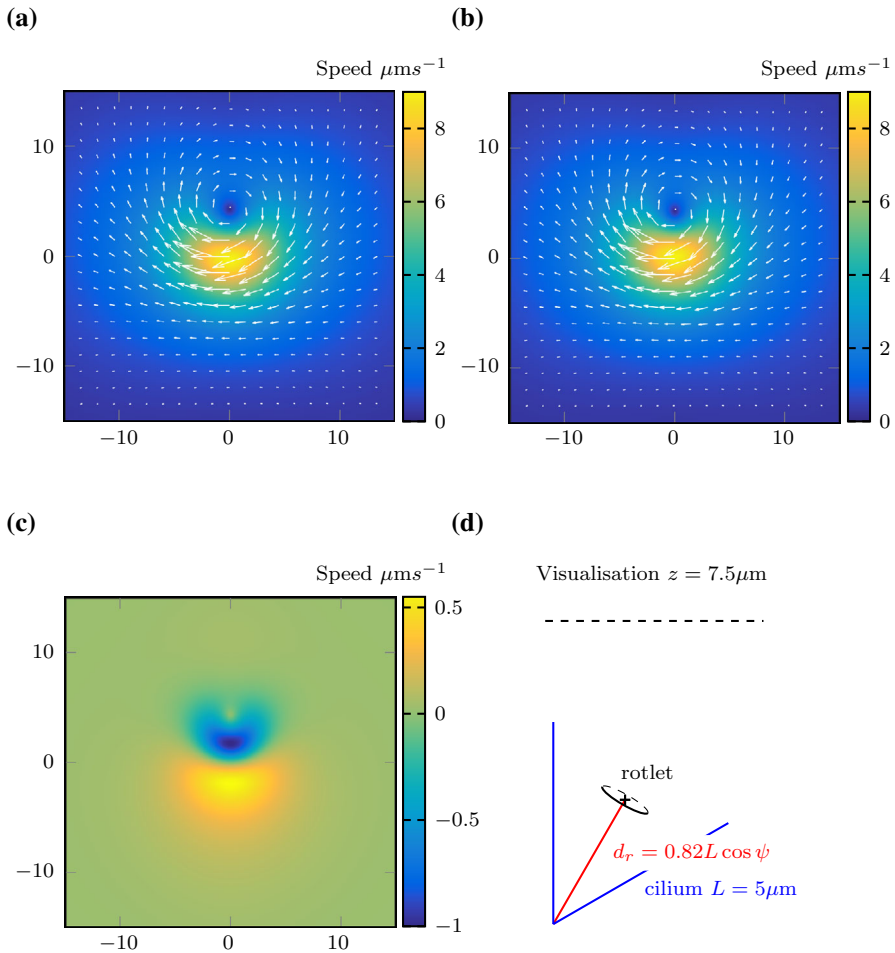 (a)
Speed μms⁻¹
8
6
4
2
0
10
0
−10
−10
0
10
(b)
Speed μms⁻¹
8
6
4
2
0
10
0
−10
−10
0
10
(c)
Speed μms⁻¹
0.5
0
−0.5
−1
10
0
−10
−10
0
10
(d)
Visualisation z = 7.5μm
rotlet
d_r = 0.82L cos ψ
cilium L = 5μm